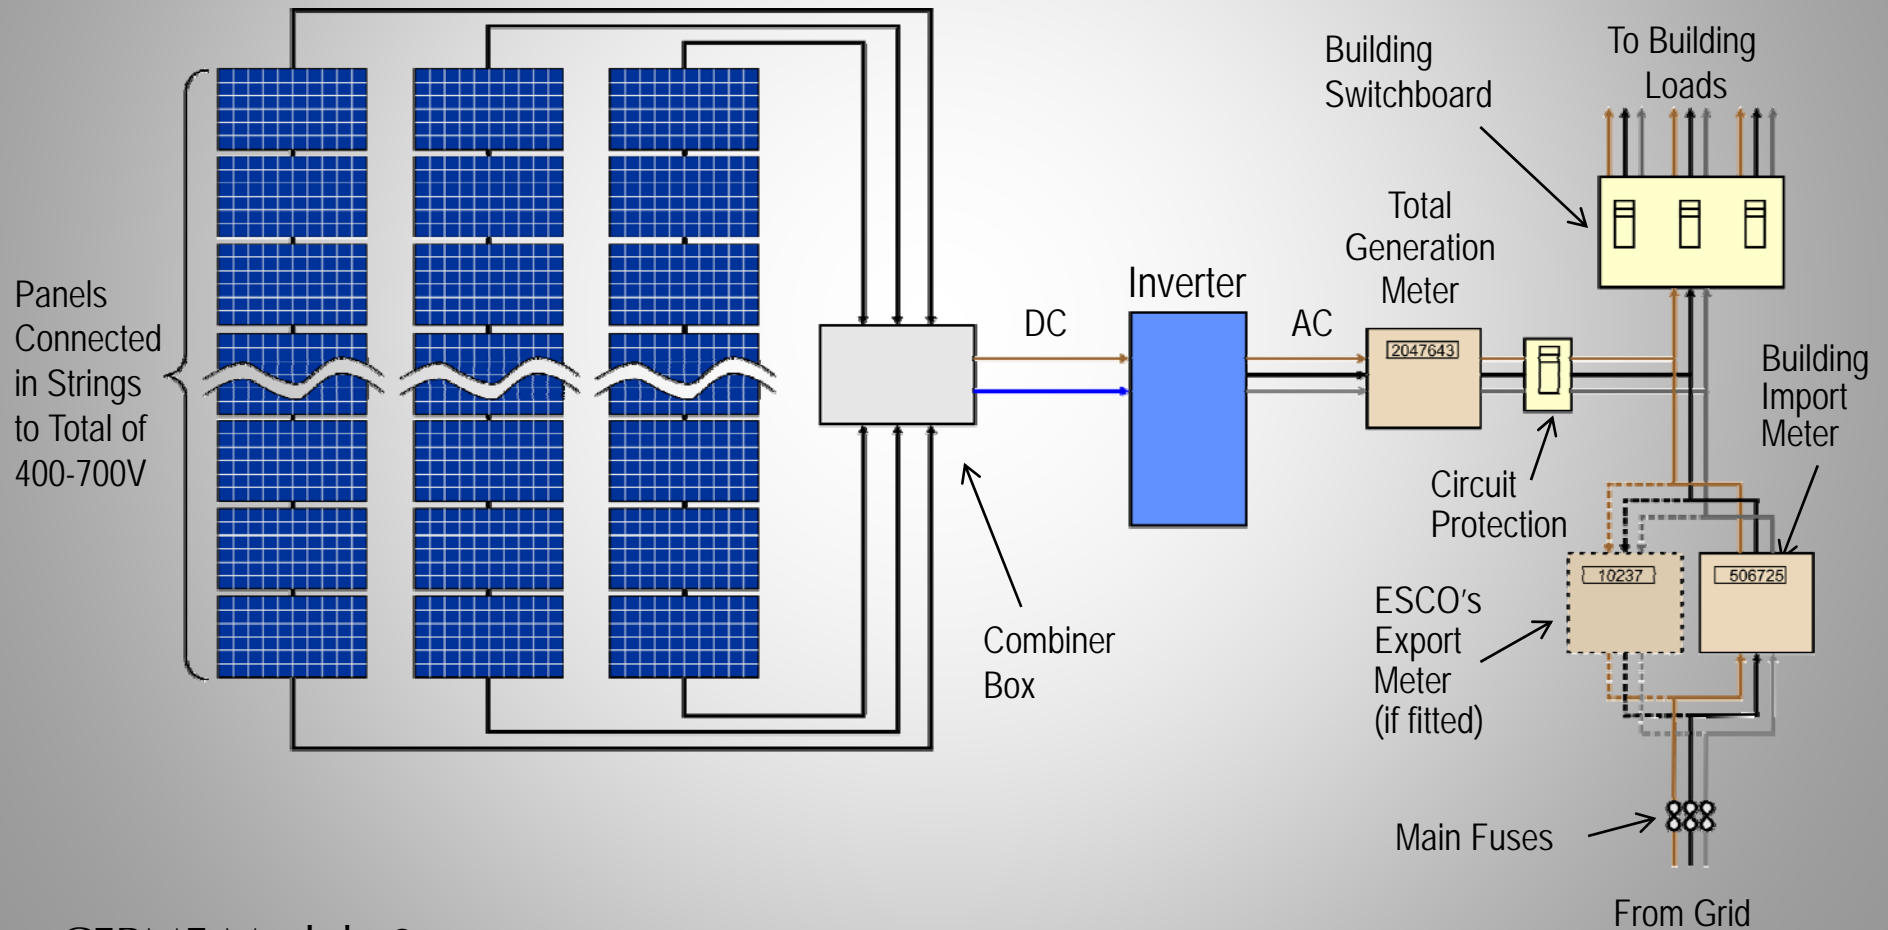 Building
Switchboard
To Building
Loads
Total
Generation
Meter
Inverter
DC
AC
2047643
Panels
Connected
in Strings
to Total of
400-700V
Building
Import
Meter
Circuit
Protection
10237
506725
ESCO's
Export
Meter
(if fitted)
Combiner
Box
Main Fuses
From Grid